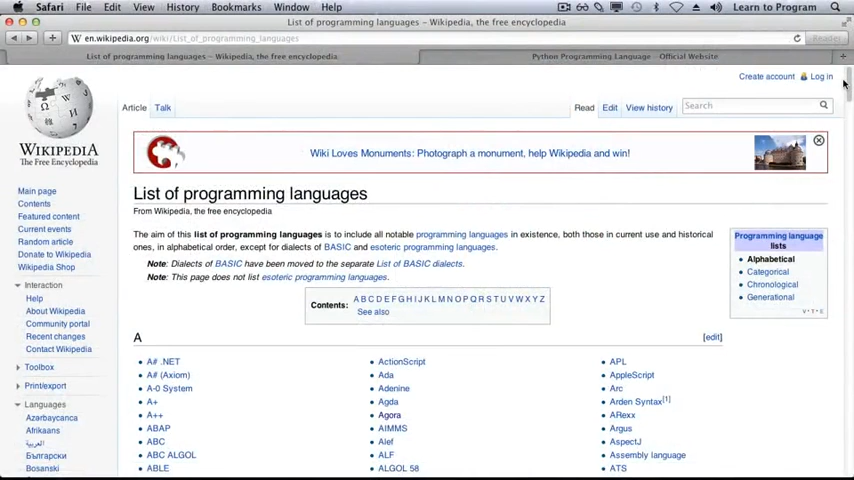 Safari File Edit View History Bookmarks Window Help Learn to Program
List of programming languages – Wikipedia, the free encyclopedia
en.wikipedia.org/wiki/List_of_programming_languages Reader
List of programming languages – Wikipedia, the free encyclopedia Python Programming Language – Official Website
Create account Log in
Article Talk Read Edit View history Search
WIKIPEDIA
The Free Encyclopedia
Wiki Loves Monuments: Photograph a monument, help Wikipedia and win!
Main page
Contents
Featured content
Current events
Random article
Donate to Wikipedia
Wikipedia Shop
Interaction
Help
About Wikipedia
Community portal
Recent changes
Contact Wikipedia
Toolbox
Print/export
Languages
Azərbaycanca
Afrikaans
العربية
Български
Bosanski
List of programming languages
From Wikipedia, the free encyclopedia
The aim of this list of programming languages is to include all notable programming languages in existence, both those in current use and historical
ones, in alphabetical order, except for dialects of BASIC and esoteric programming languages.
Note: Dialects of BASIC have been moved to the separate List of BASIC dialects.
Note: This page does not list esoteric programming languages.
Programming language
lists
Alphabetical
Categorical
Chronological
Generational
V · T · E
Contents: A B C D E F G H I J K L M N O P Q R S T U V W X Y Z
See also
A [edit]
A# .NET
A# (Axiom)
A-0 System
A+
A++
ABAP
ABC
ABC ALGOL
ABLE
ActionScript
Ada
Adenine
Agda
Agora
AIMMS
Alef
ALF
ALGOL 58
APL
AppleScript
Arc
Arden Syntax[1]
ARexx
Argus
AspectJ
Assembly language
ATS